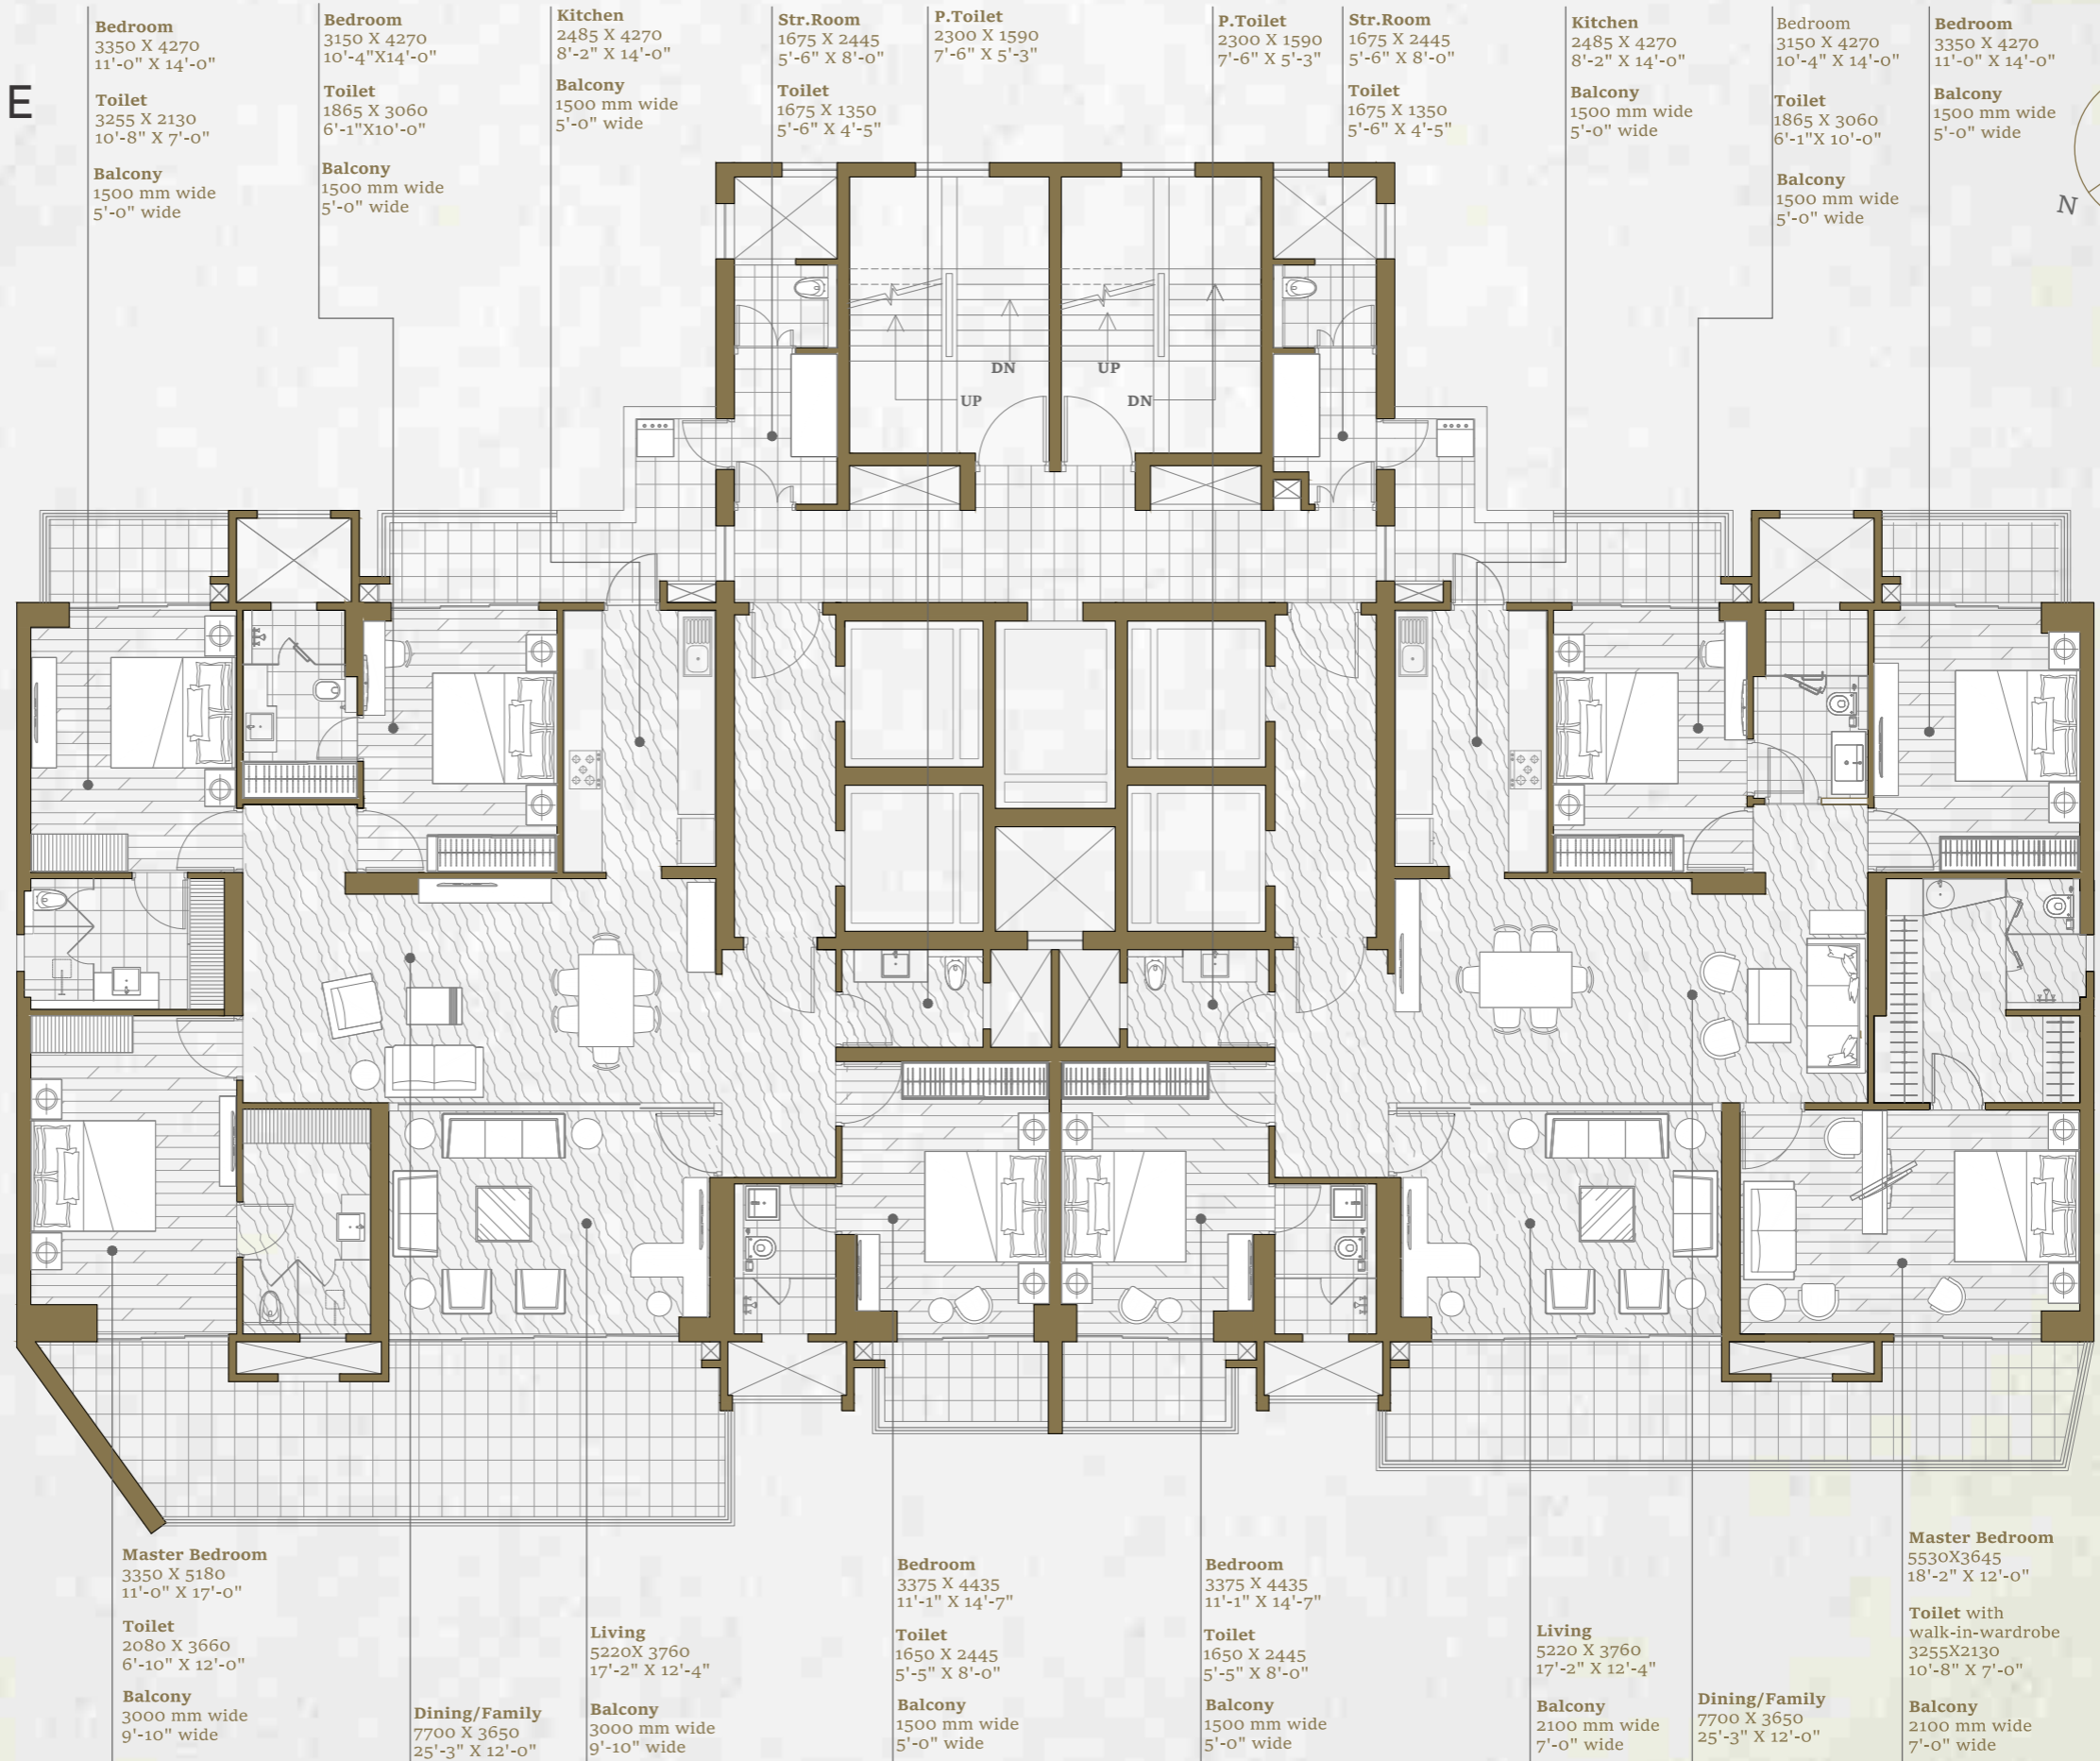 E
Bedroom
3350 X 4270
11'-0" X 14'-0"
Toilet
3255 X 2130
10'-8" X 7'-0"
Balcony
1500 mm wide
5'-0" wide
Bedroom
3150 X 4270
10'-4"X14'-0"
Toilet
1865 X 3060
6'-1"X10'-0"
Balcony
1500 mm wide
5'-0" wide
Kitchen
2485 X 4270
8'-2" X 14'-0"
Balcony
1500 mm wide
5'-0" wide
Str.Room
1675 X 2445
5'-6" X 8'-0"
Toilet
1675 X 1350
5'-6" X 4'-5"
P.Toilet
2300 X 1590
7'-6" X 5'-3"
P.Toilet
2300 X 1590
7'-6" X 5'-3"
Str.Room
1675 X 2445
5'-6" X 8'-0"
Toilet
1675 X 1350
5'-6" X 4'-5"
Kitchen
2485 X 4270
8'-2" X 14'-0"
Balcony
1500 mm wide
5'-0" wide
Bedroom
3150 X 4270
10'-4" X 14'-0"
Toilet
1865 X 3060
6'-1"X 10'-0"
Balcony
1500 mm wide
5'-0" wide
Bedroom
3350 X 4270
11'-0" X 14'-0"
Balcony
1500 mm wide
5'-0" wide
N
DN
UP
UP
DN
Master Bedroom
3350 X 5180
11'-0" X 17'-0"
Toilet
2080 X 3660
6'-10" X 12'-0"
Balcony
3000 mm wide
9'-10" wide
Dining/Family
7700 X 3650
25'-3" X 12'-0"
Living
5220X 3760
17'-2" X 12'-4"
Balcony
3000 mm wide
9'-10" wide
Bedroom
3375 X 4435
11'-1" X 14'-7"
Toilet
1650 X 2445
5'-5" X 8'-0"
Balcony
1500 mm wide
5'-0" wide
Bedroom
3375 X 4435
11'-1" X 14'-7"
Toilet
1650 X 2445
5'-5" X 8'-0"
Balcony
1500 mm wide
5'-0" wide
Living
5220 X 3760
17'-2" X 12'-4"
Balcony
2100 mm wide
7'-0" wide
Dining/Family
7700 X 3650
25'-3" X 12'-0"
Master Bedroom
5530X3645
18'-2" X 12'-0"
Toilet with
walk-in-wardrobe
3255X2130
10'-8" X 7'-0"
Balcony
2100 mm wide
7'-0" wide